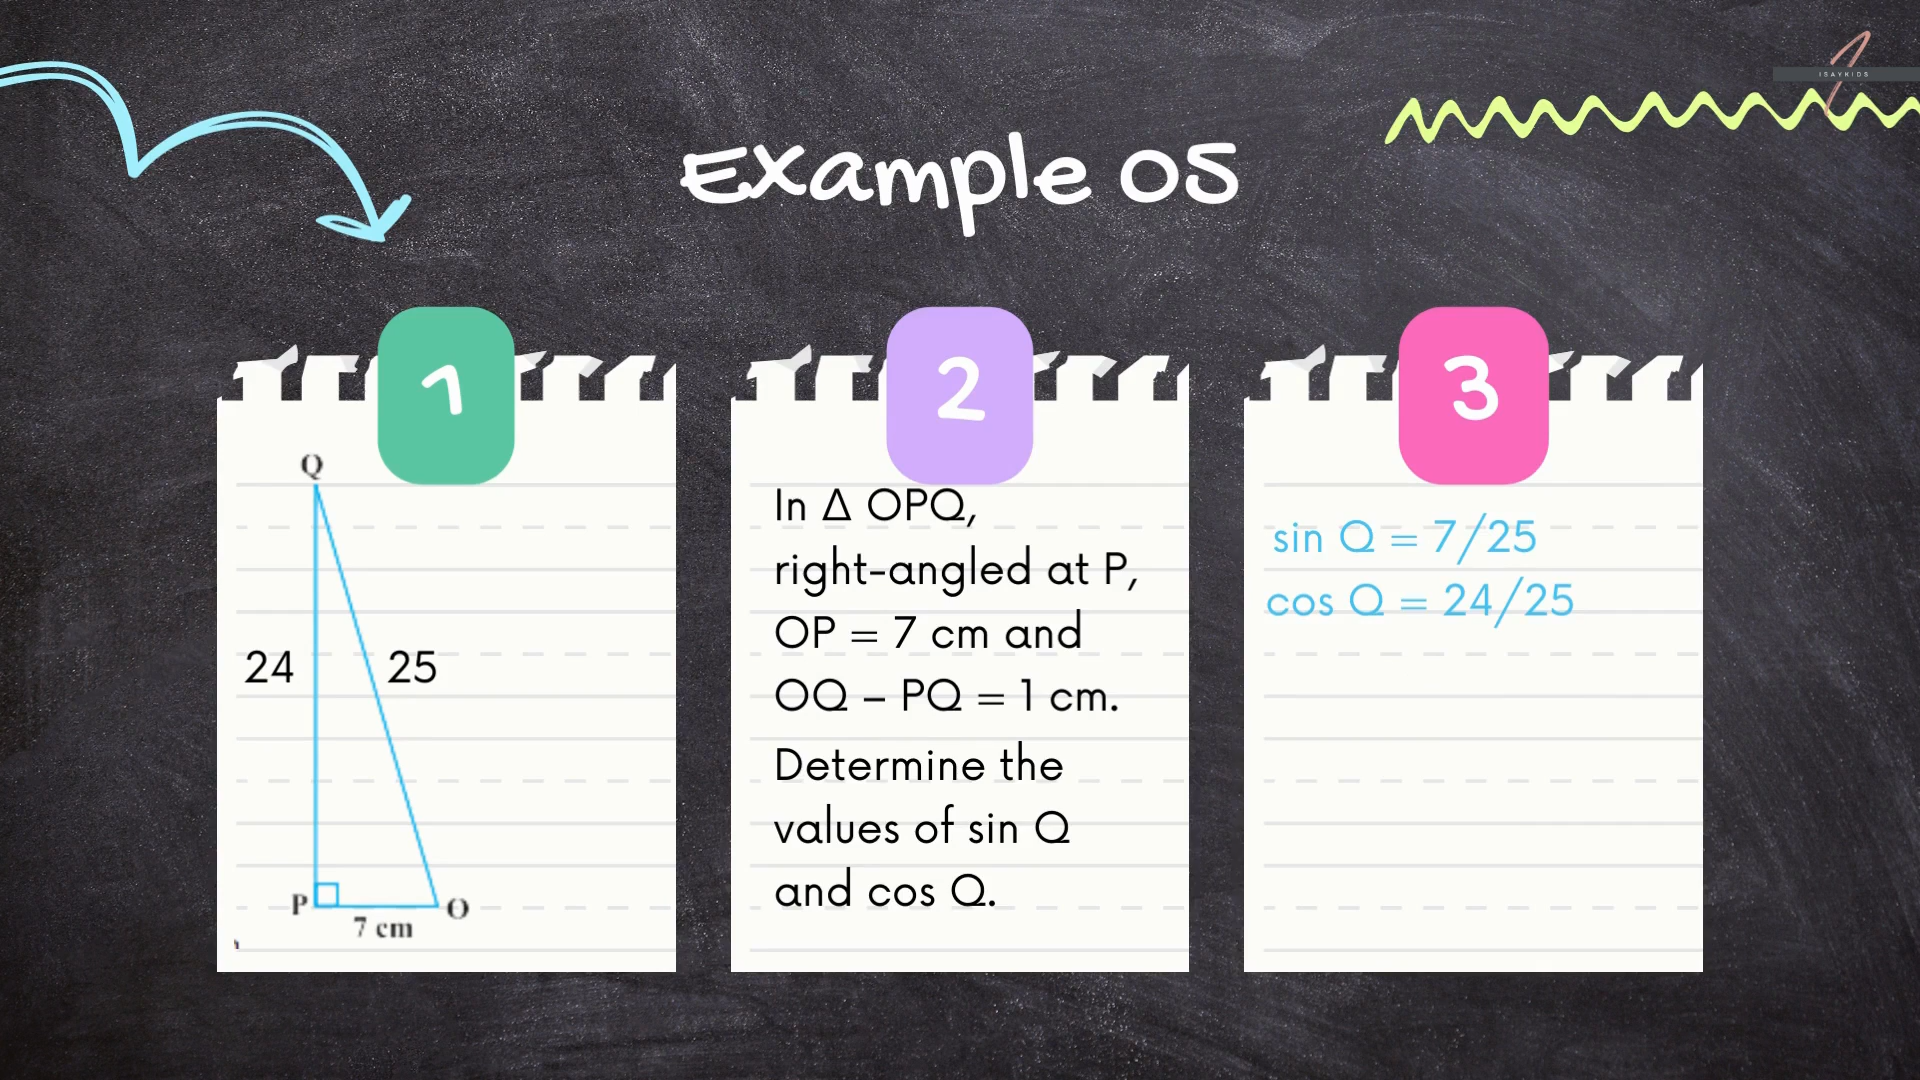 ISAYKIDS
Example 05
1
Q
24
25
P
O
7 cm
2
In Δ OPQ,
right-angled at P,
OP = 7 cm and
OQ – PQ = 1 cm.
Determine the
values of sin Q
and cos Q.
3
sin Q = 7/25
cos Q = 24/25